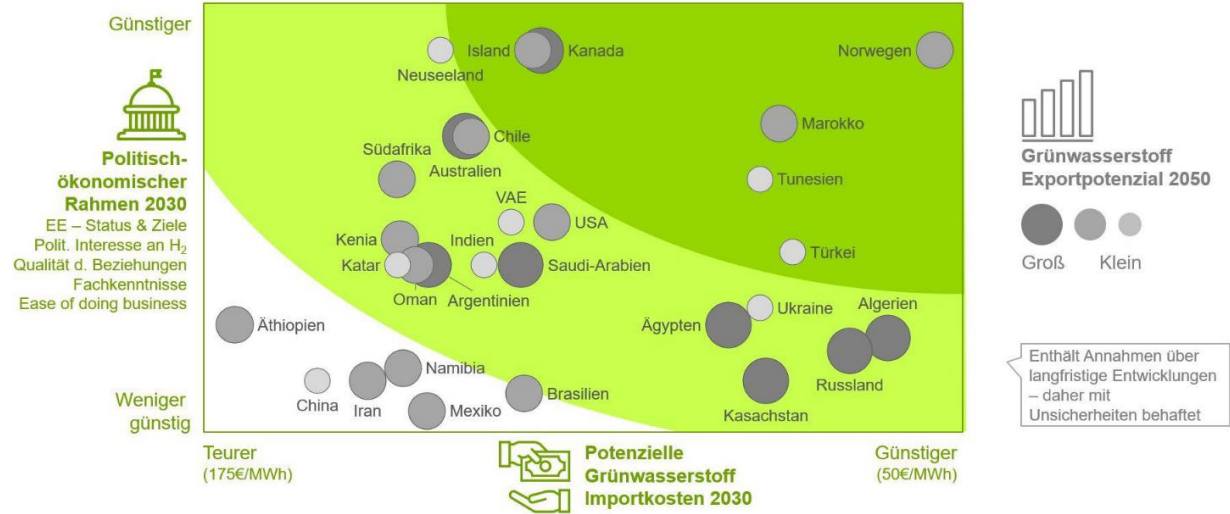 Günstiger
Politisch-
ökonomischer
Rahmen 2030
EE – Status & Ziele
Polit. Interesse an H₂
Qualität d. Beziehungen
Fachkenntnisse
Ease of doing business
Weniger
günstig
Neuseeland
Island
Kanada
Norwegen
Chile
Australien
Südafrika
Marokko
Tunesien
VAE
USA
Kenia
Indien
Türkei
Katar
Saudi-Arabien
Oman
Argentinien
Ukraine
Algerien
Äthiopien
Ägypten
Russland
Namibia
China
Iran
Mexiko
Brasilien
Kasachstan
Teurer
(175€/MWh)
Potenzielle
Grünwasserstoff
Importkosten 2030
Günstiger
(50€/MWh)
Grünwasserstoff
Exportpotenzial 2050
Groß
Klein
Enthält Annahmen über
langfristige Entwicklungen
– daher mit
Unsicherheiten behaftet